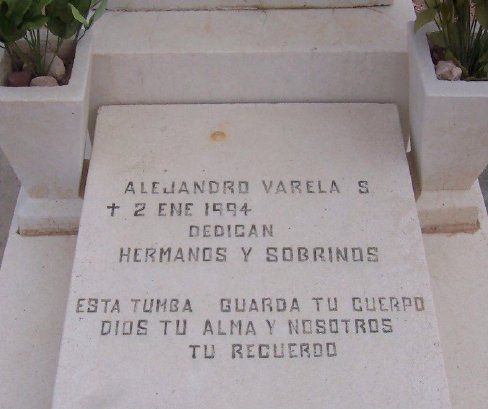 ALEJANDRO VARELA S
✝ 2 ENE 1994
DEDICAN
HERMANOS Y SOBRINOS
ESTA TUMBA GUARDA TU CUERPO
DIOS TU ALMA Y NOSOTROS
TU RECUERDO